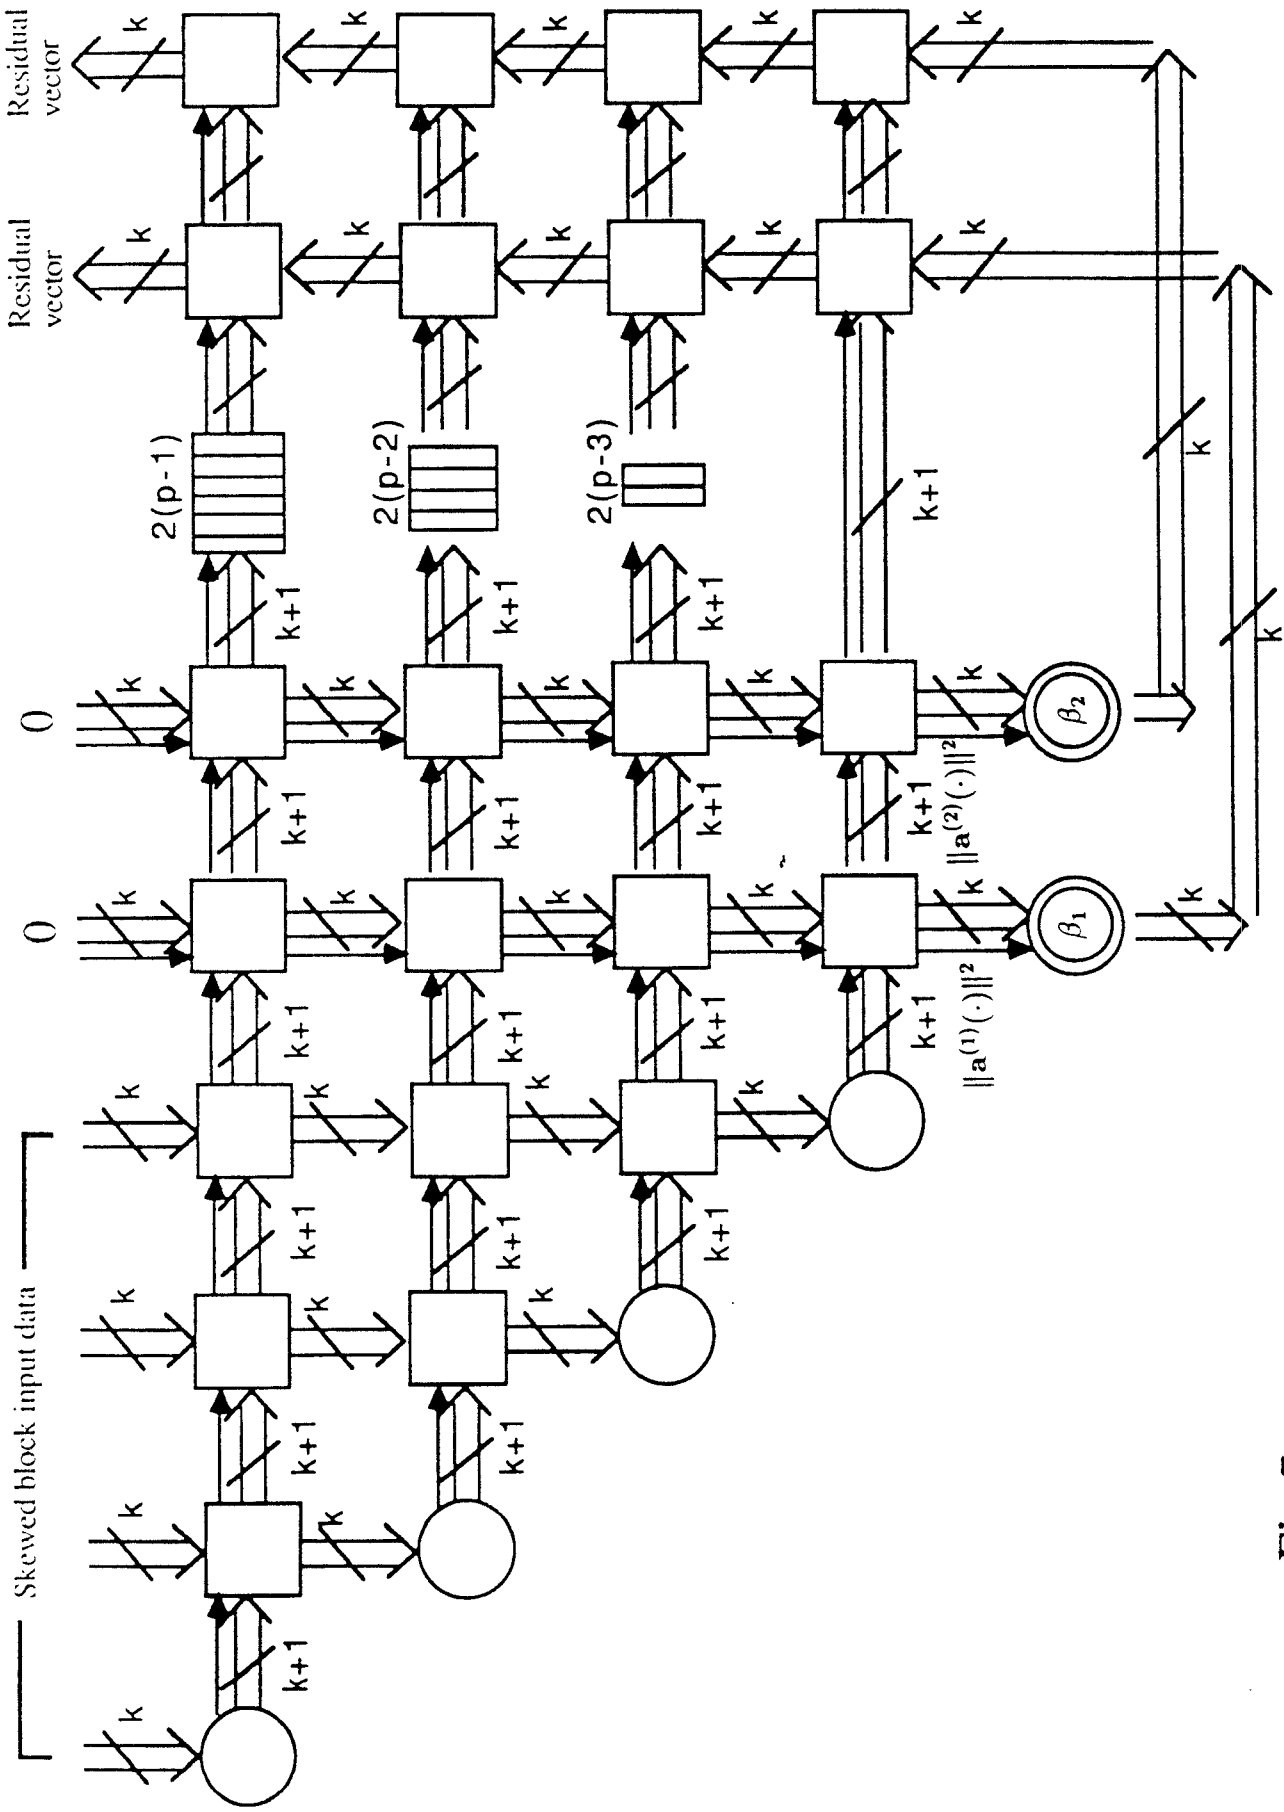 Skewed block input data
0
0
Residual
vector
Residual
vector
k
k
k
k
k
k
k
k
2(p-1)
k+1
k+1
k+1
k+1
k+1
k+1
k
k
k
k
k
k
k
2(p-2)
k+1
k+1
k+1
k+1
k+1
k
k
k
k
k
k
2(p-3)
k+1
k+1
k+1
k+1
k
k
k
k
k
k+1
k+1
k+1
k
k
k
k
||a⁽¹⁾(·)||²
||a⁽²⁾(·)||²
β₁
β₂
k
k
k